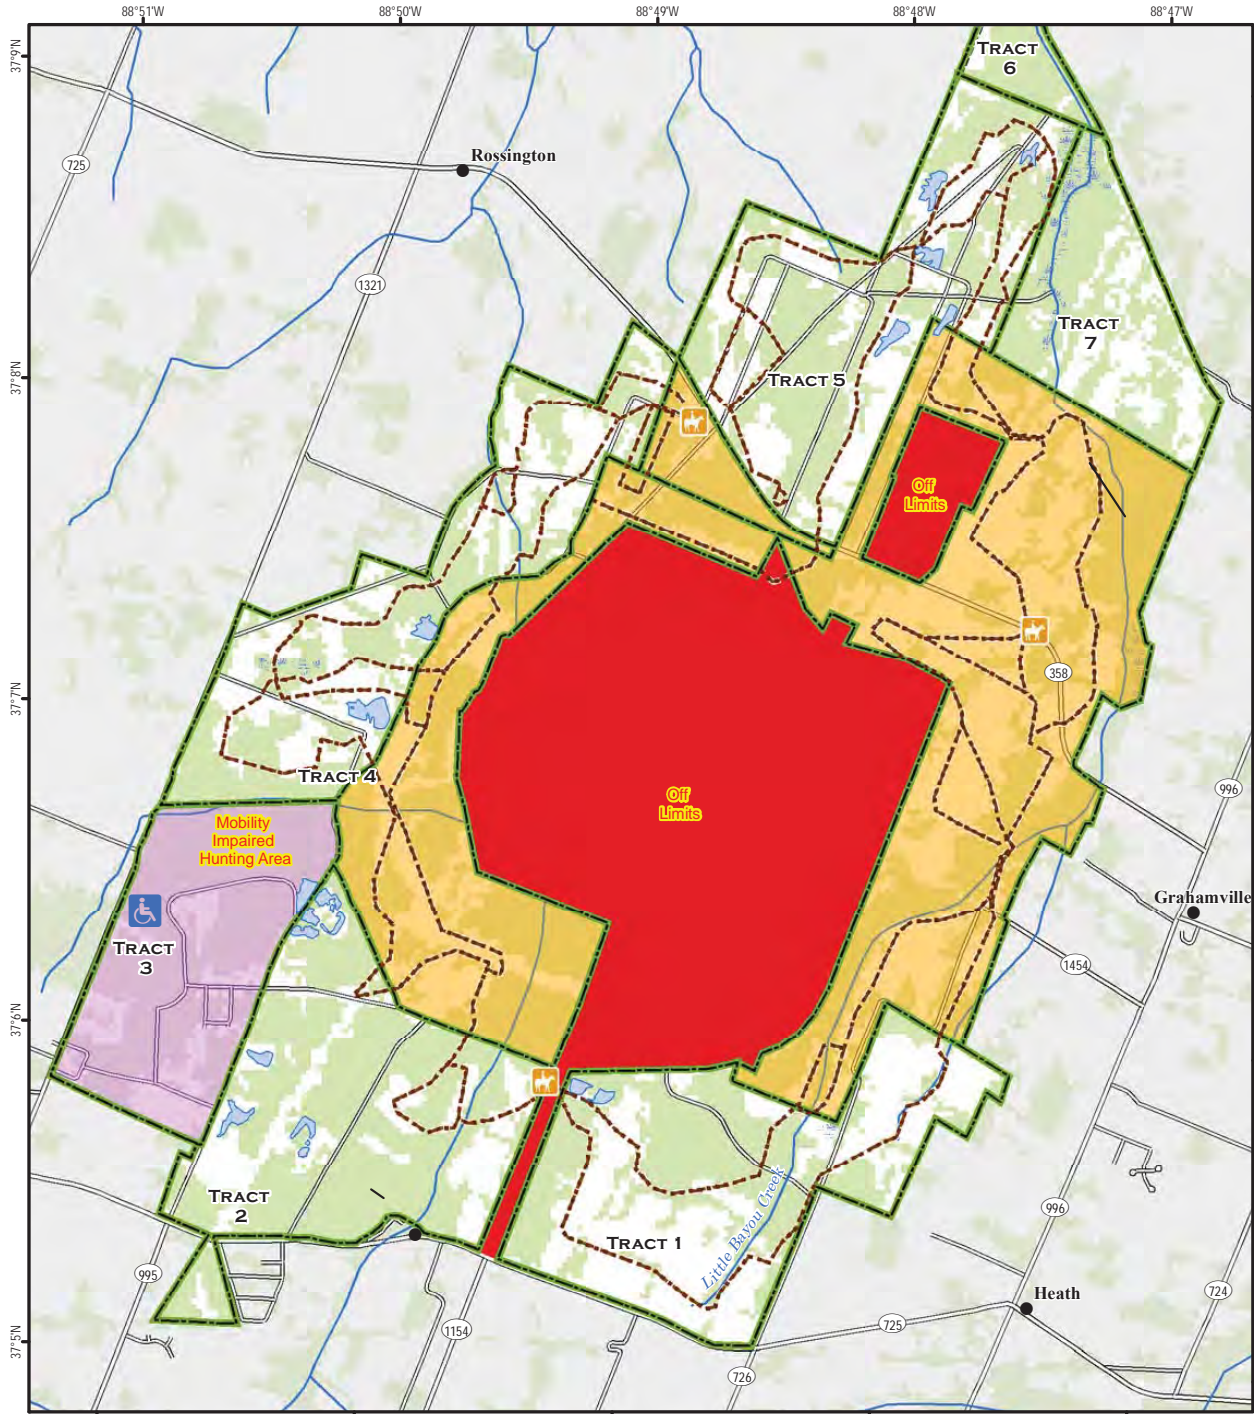 88°51'W
88°50'W
88°49'W
88°48'W
88°47'W
37°9'N
37°8'N
37°7'N
37°6'N
37°5'N
TRACT
6
725
Rossington
1321
TRACT
7
TRACT 5
Off
Limits
358
TRACT 4
Off
Limits
996
Mobility
Impaired
Hunting Area
Grahamville
TRACT
3
1454
TRACT
2
Little Bayou Creek
996
TRACT 1
995
Heath
724
1154
725
726